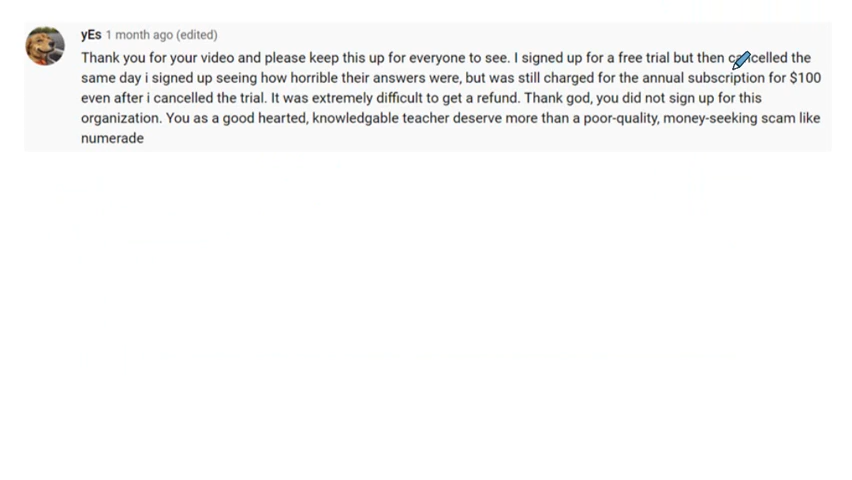 yEs 1 month ago (edited)
Thank you for your video and please keep this up for everyone to see. I signed up for a free trial but then cancelled the
same day i signed up seeing how horrible their answers were, but was still charged for the annual subscription for $100
even after i cancelled the trial. It was extremely difficult to get a refund. Thank god, you did not sign up for this
organization. You as a good hearted, knowledgable teacher deserve more than a poor-quality, money-seeking scam like
numerade